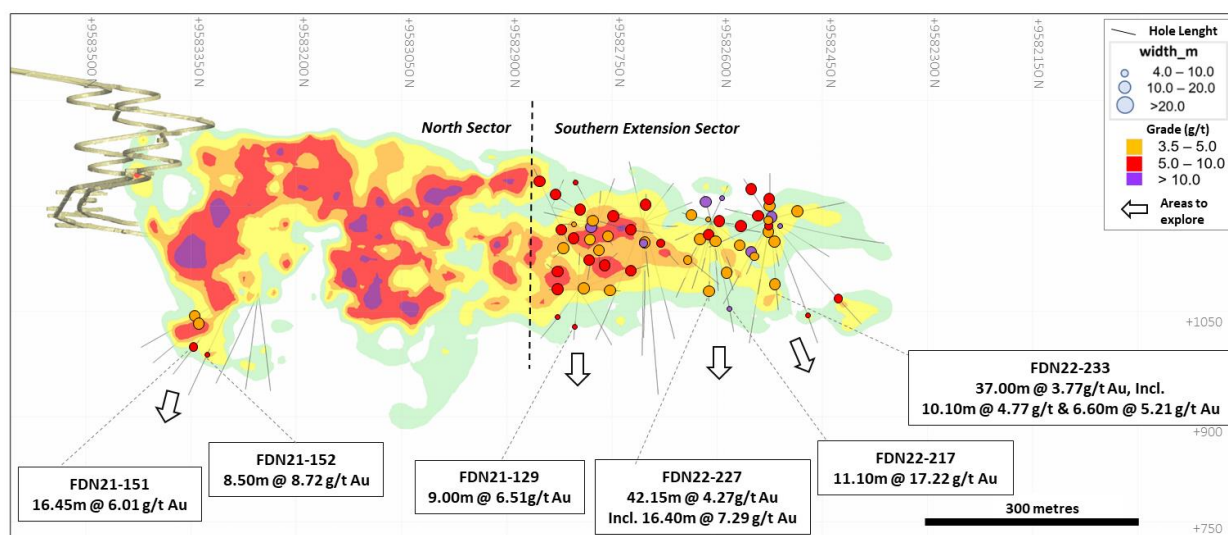 +9583500 N
+9583350 N
+9583200 N
+9583050 N
+9582900 N
+9582750 N
+9582600 N
+9582450 N
+9582300 N
+9582150 N
Hole Lenght
width_m
4.0 – 10.0
10.0 – 20.0
>20.0
Grade (g/t)
3.5 – 5.0
5.0 – 10.0
> 10.0
Areas to
explore
North Sector
Southern Extension Sector
+1050
+900
+750
FDN21-151
16.45m @ 6.01 g/t Au
FDN21-152
8.50m @ 8.72 g/t Au
FDN21-129
9.00m @ 6.51g/t Au
FDN22-227
42.15m @ 4.27g/t Au
Incl. 16.40m @ 7.29 g/t Au
FDN22-217
11.10m @ 17.22 g/t Au
FDN22-233
37.00m @ 3.77g/t Au, Incl.
10.10m @ 4.77 g/t & 6.60m @ 5.21 g/t Au
300 metres